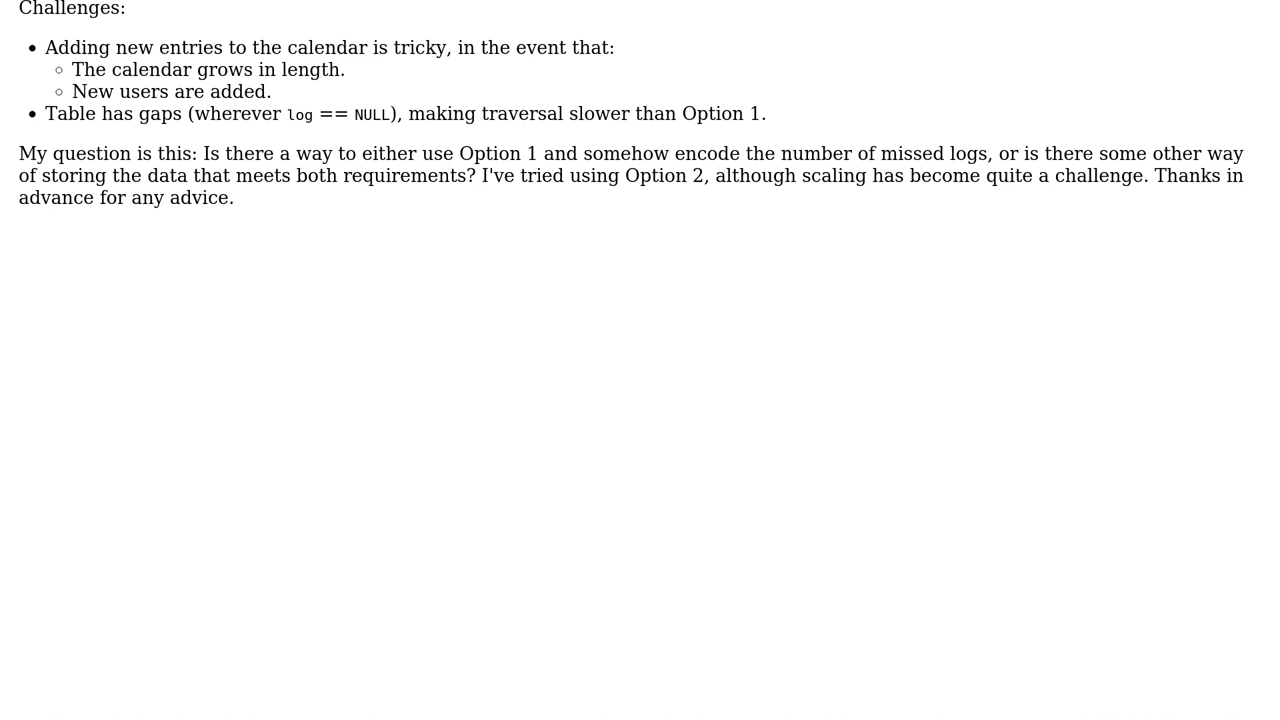 Challenges:
• Adding new entries to the calendar is tricky, in the event that:
◦ The calendar grows in length.
◦ New users are added.
• Table has gaps (wherever log == NULL), making traversal slower than Option 1.
My question is this: Is there a way to either use Option 1 and somehow encode the number of missed logs, or is there some other way
of storing the data that meets both requirements? I've tried using Option 2, although scaling has become quite a challenge. Thanks in
advance for any advice.